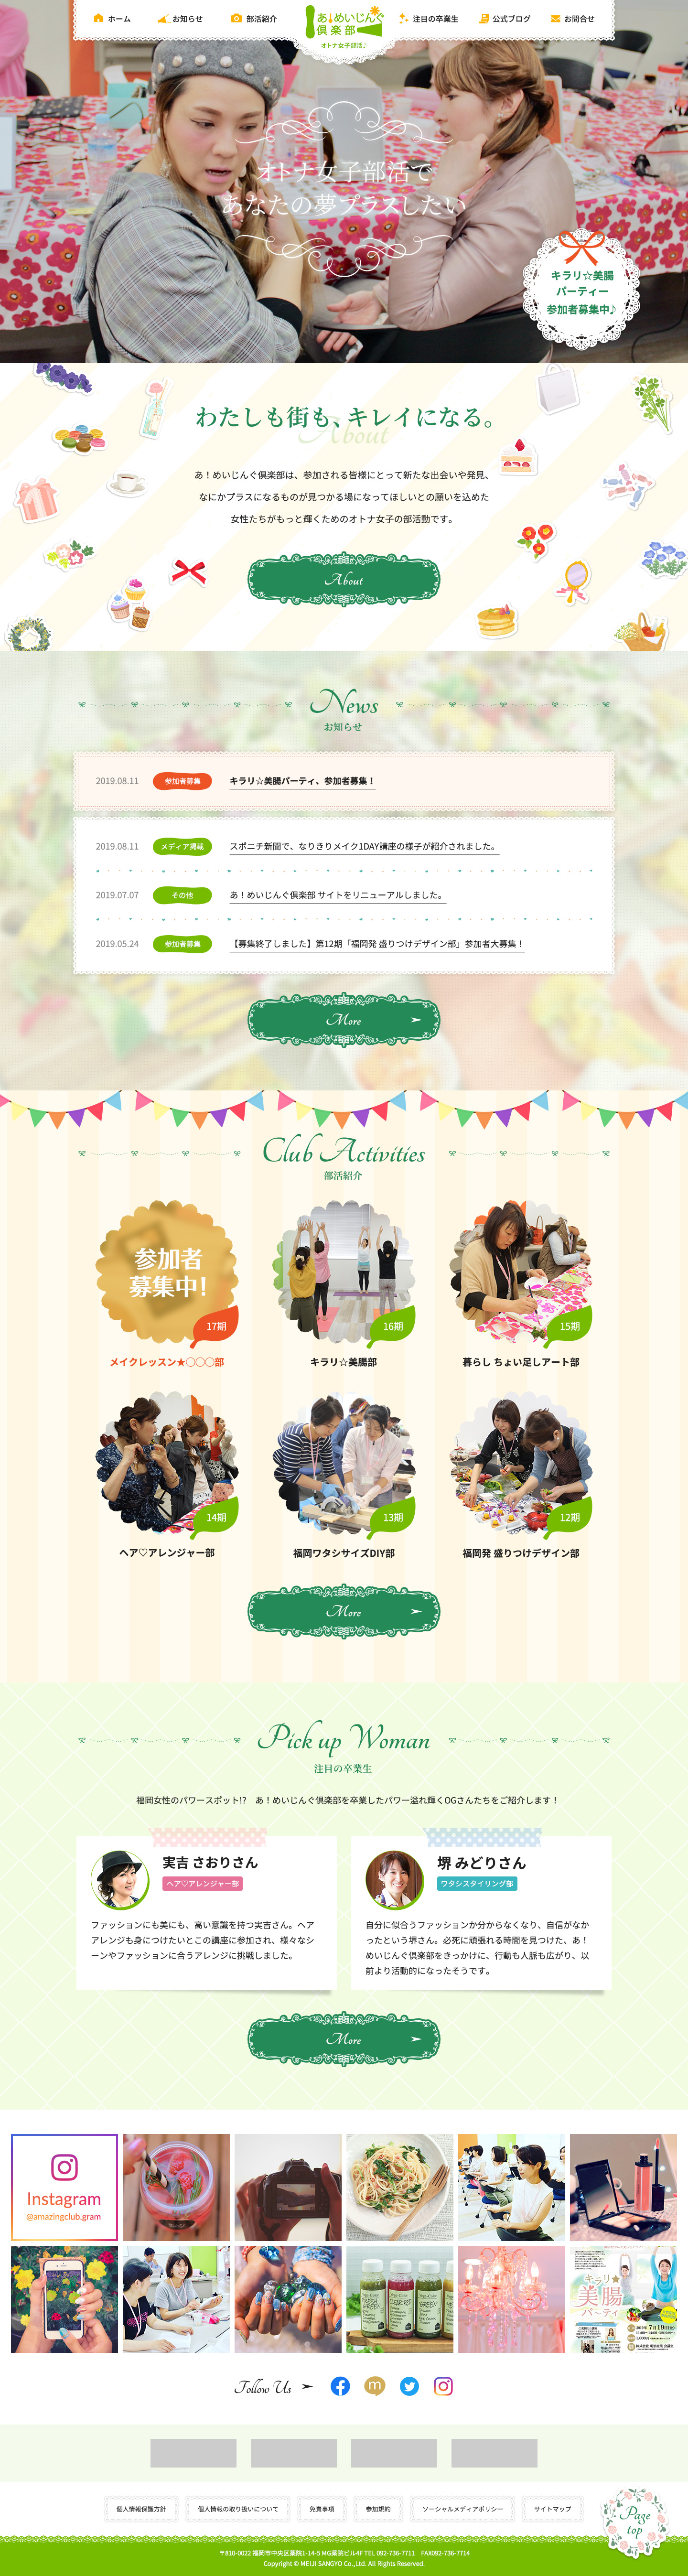 ホーム
お知らせ
部活紹介
あ!めいじんぐ
倶楽部
オトナ女子部活♪
注目の卒業生
公式ブログ
お問合せ
オトナ女子部活で
あなたの夢プラスしたい
キラリ☆美腸
パーティー
参加者募集中♪
わたしも街も、キレイになる。
About
あ！めいじんぐ倶楽部は、参加される皆様にとって新たな出会いや発見、
なにかプラスになるものが見つかる場になってほしいとの願いを込めた
女性たちがもっと輝くためのオトナ女子の部活動です。
About
News
お知らせ
2019.08.11 参加者募集 キラリ☆美腸パーティ、参加者募集！
2019.08.11 メディア掲載 スポニチ新聞で、なりきりメイク1DAY講座の様子が紹介されました。
2019.07.07 その他 あ！めいじんぐ倶楽部 サイトをリニューアルしました。
2019.05.24 参加者募集 【募集終了しました】第12期「福岡発 盛りつけデザイン部」参加者大募集！
More
Club Activities
部活紹介
参加者
募集中!
17期
メイクレッスン★◯◯◯部
16期
キラリ☆美腸部
15期
暮らし ちょい足しアート部
14期
ヘア♡アレンジャー部
13期
福岡ワタシサイズDIY部
12期
福岡発 盛りつけデザイン部
More
Pick up Woman
注目の卒業生
福岡女性のパワースポット!?　あ！めいじんぐ倶楽部を卒業したパワー溢れ輝くOGさんたちをご紹介します！
実吉 さおりさん
ヘア♡アレンジャー部
ファッションにも美にも、高い意識を持つ実吉さん。ヘア
アレンジも身につけたいとこの講座に参加され、様々なシ
ーンやファッションに合うアレンジに挑戦しました。
堺 みどりさん
ワタシスタイリング部
自分に似合うファッションか分からなくなり、自信がなか
ったという堺さん。必死に頑張れる時間を見つけた、あ！
めいじんぐ倶楽部をきっかけに、行動も人脈も広がり、以
前より活動的になったそうです。
More
Instagram
@amazingclub.gram
キラリ★
美腸
パーティ
Follow Us
個人情報保護方針
個人情報の取り扱いについて
免責事項
参加規約
ソーシャルメディアポリシー
サイトマップ
Page
top
〒810-0022 福岡市中央区薬院1-14-5 MG薬院ビル4F TEL 092-736-7711　FAX092-736-7714
Copyright © MEIJI SANGYO Co.,Ltd. All Rights Reserved.